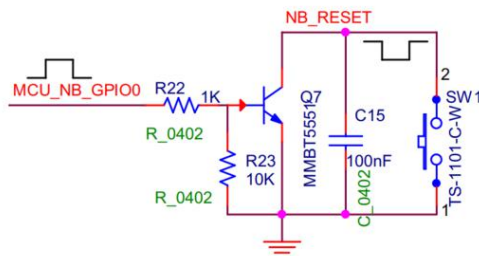 NB_RESET
MCU_NB_GPIO0
R22
1K
R_0402
R23
10K
R_0402
Q7
MMBT5551
C15
100nF
C_0402
2
SW1
TS-1101-C-W
1